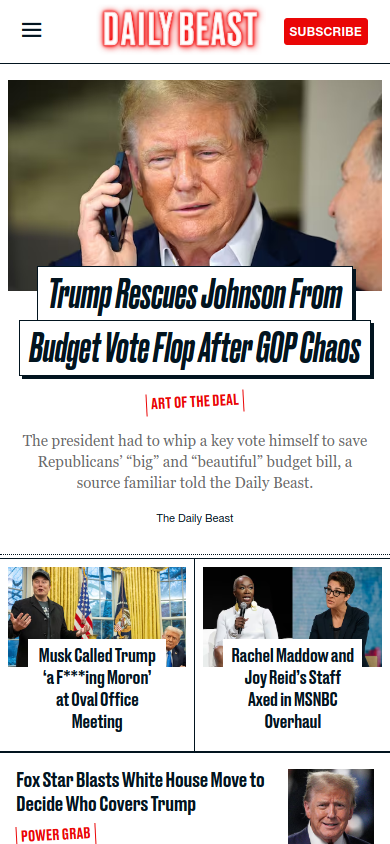 DAILY BEAST
SUBSCRIBE
Trump Rescues Johnson From
Budget Vote Flop After GOP Chaos
ART OF THE DEAL
The president had to whip a key vote himself to save
Republicans’ “big” and “beautiful” budget bill, a
source familiar told the Daily Beast.
The Daily Beast
Musk Called Trump
‘a F***ing Moron’
at Oval Office
Meeting
Rachel Maddow and
Joy Reid’s Staff
Axed in MSNBC
Overhaul
Fox Star Blasts White House Move to
Decide Who Covers Trump
POWER GRAB